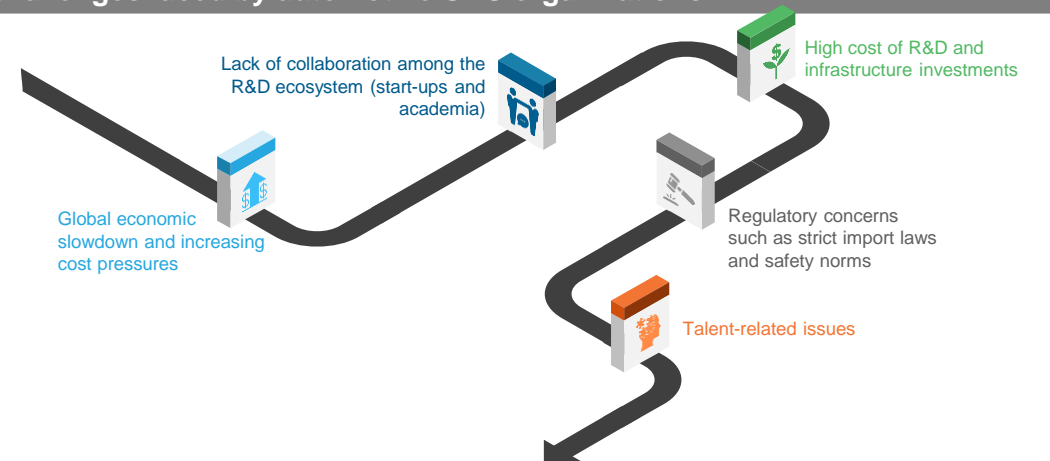 High cost of R&D and
infrastructure investments
Lack of collaboration among the
R&D ecosystem (start-ups and
academia)
Global economic
slowdown and increasing
cost pressures
Regulatory concerns
such as strict import laws
and safety norms
Talent-related issues